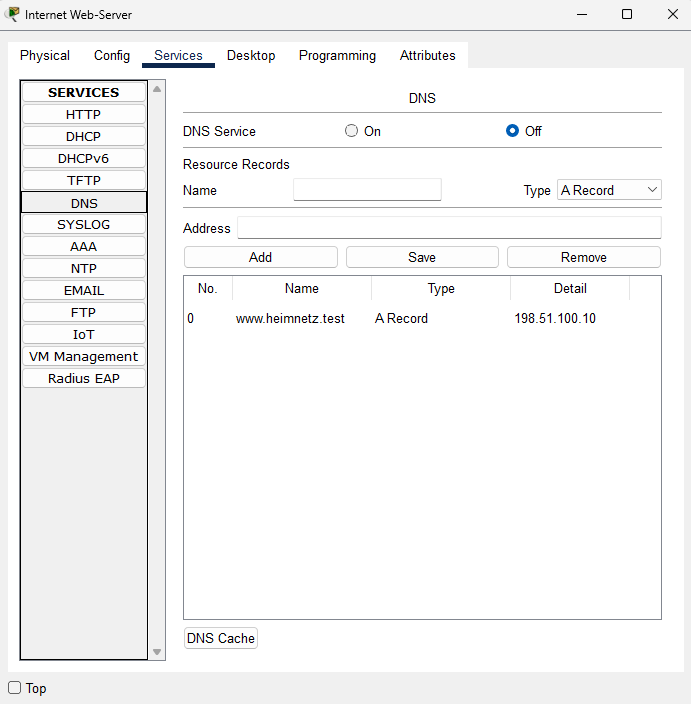 Internet Web-Server
Physical Config Services Desktop Programming Attributes
SERVICES
HTTP
DHCP
DHCPv6
TFTP
DNS
SYSLOG
AAA
NTP
EMAIL
FTP
IoT
VM Management
Radius EAP
DNS
DNS Service On Off
Resource Records
Name Type A Record
Address
Add Save Remove
No. Name Type Detail
0 www.heimnetz.test A Record 198.51.100.10
DNS Cache
Top